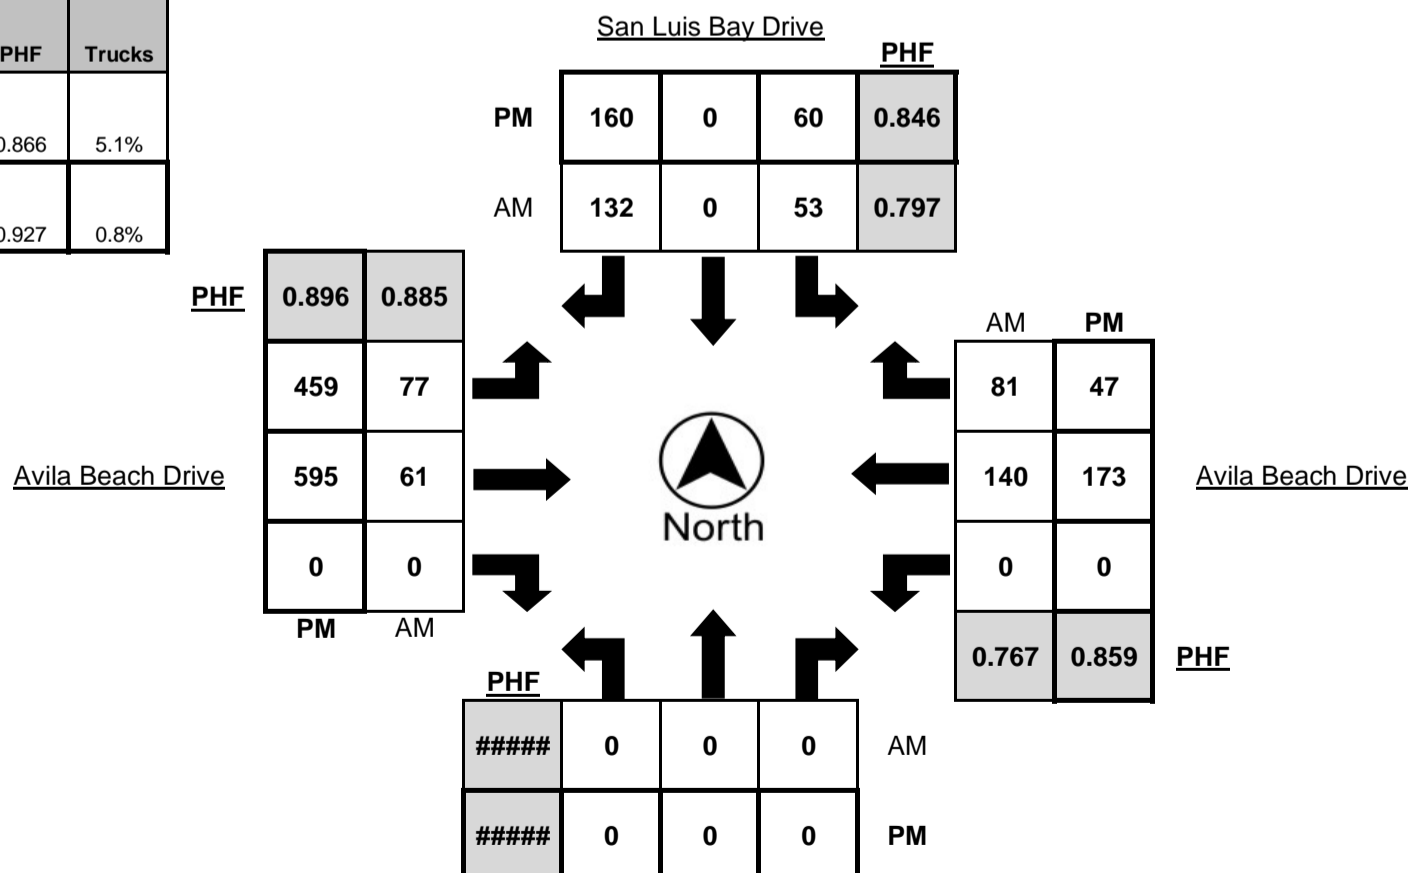 PHF Trucks
0.866 5.1%
0.927 0.8%
San Luis Bay Drive
PHF
PM 160 0 60 0.846
AM 132 0 53 0.797
PHF 0.896 0.885
459 77
Avila Beach Drive 595 61
0 0
PM AM
North
AM PM
81 47
140 173 Avila Beach Drive
0 0
0.767 0.859 PHF
PHF
##### 0 0 0 AM
##### 0 0 0 PM